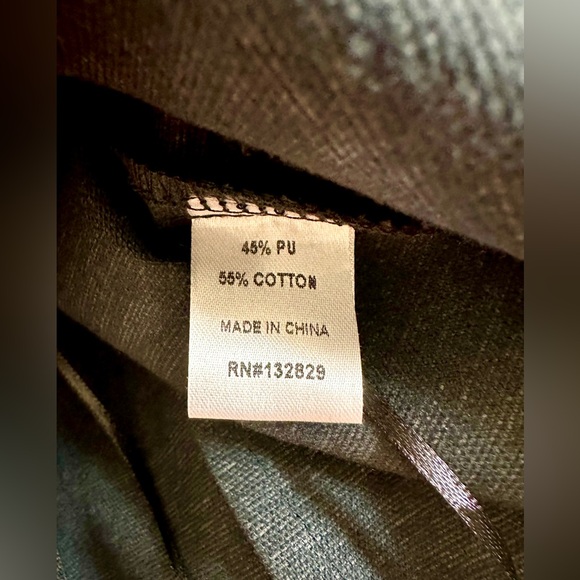 45% PU
55% COTTON
MADE IN CHINA
RN#132829